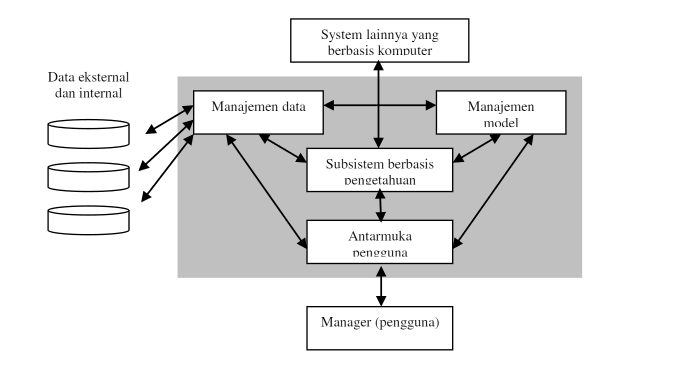 System lainnya yang
berbasis komputer
Data eksternal
dan internal
Manajemen data
Manajemen
model
Subsistem berbasis
pengetahuan
Antarmuka
pengguna
Manager (pengguna)